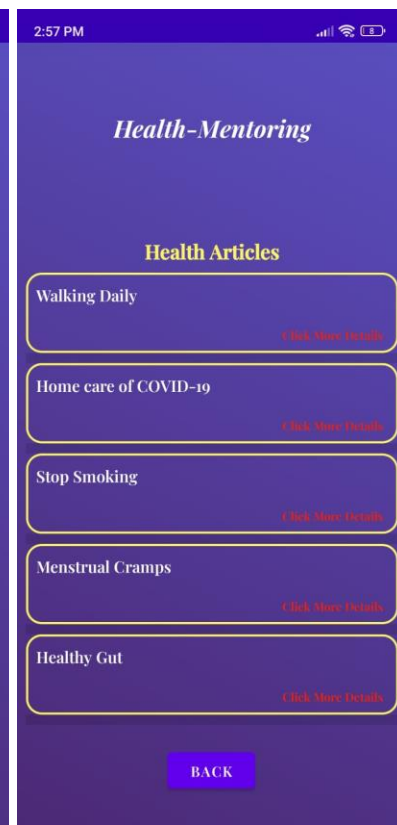 2:57 PM
8
Health-Mentoring
Health Articles
Walking Daily
Click More Details
Home care of COVID-19
Click More Details
Stop Smoking
Click More Details
Menstrual Cramps
Click More Details
Healthy Gut
Click More Details
BACK